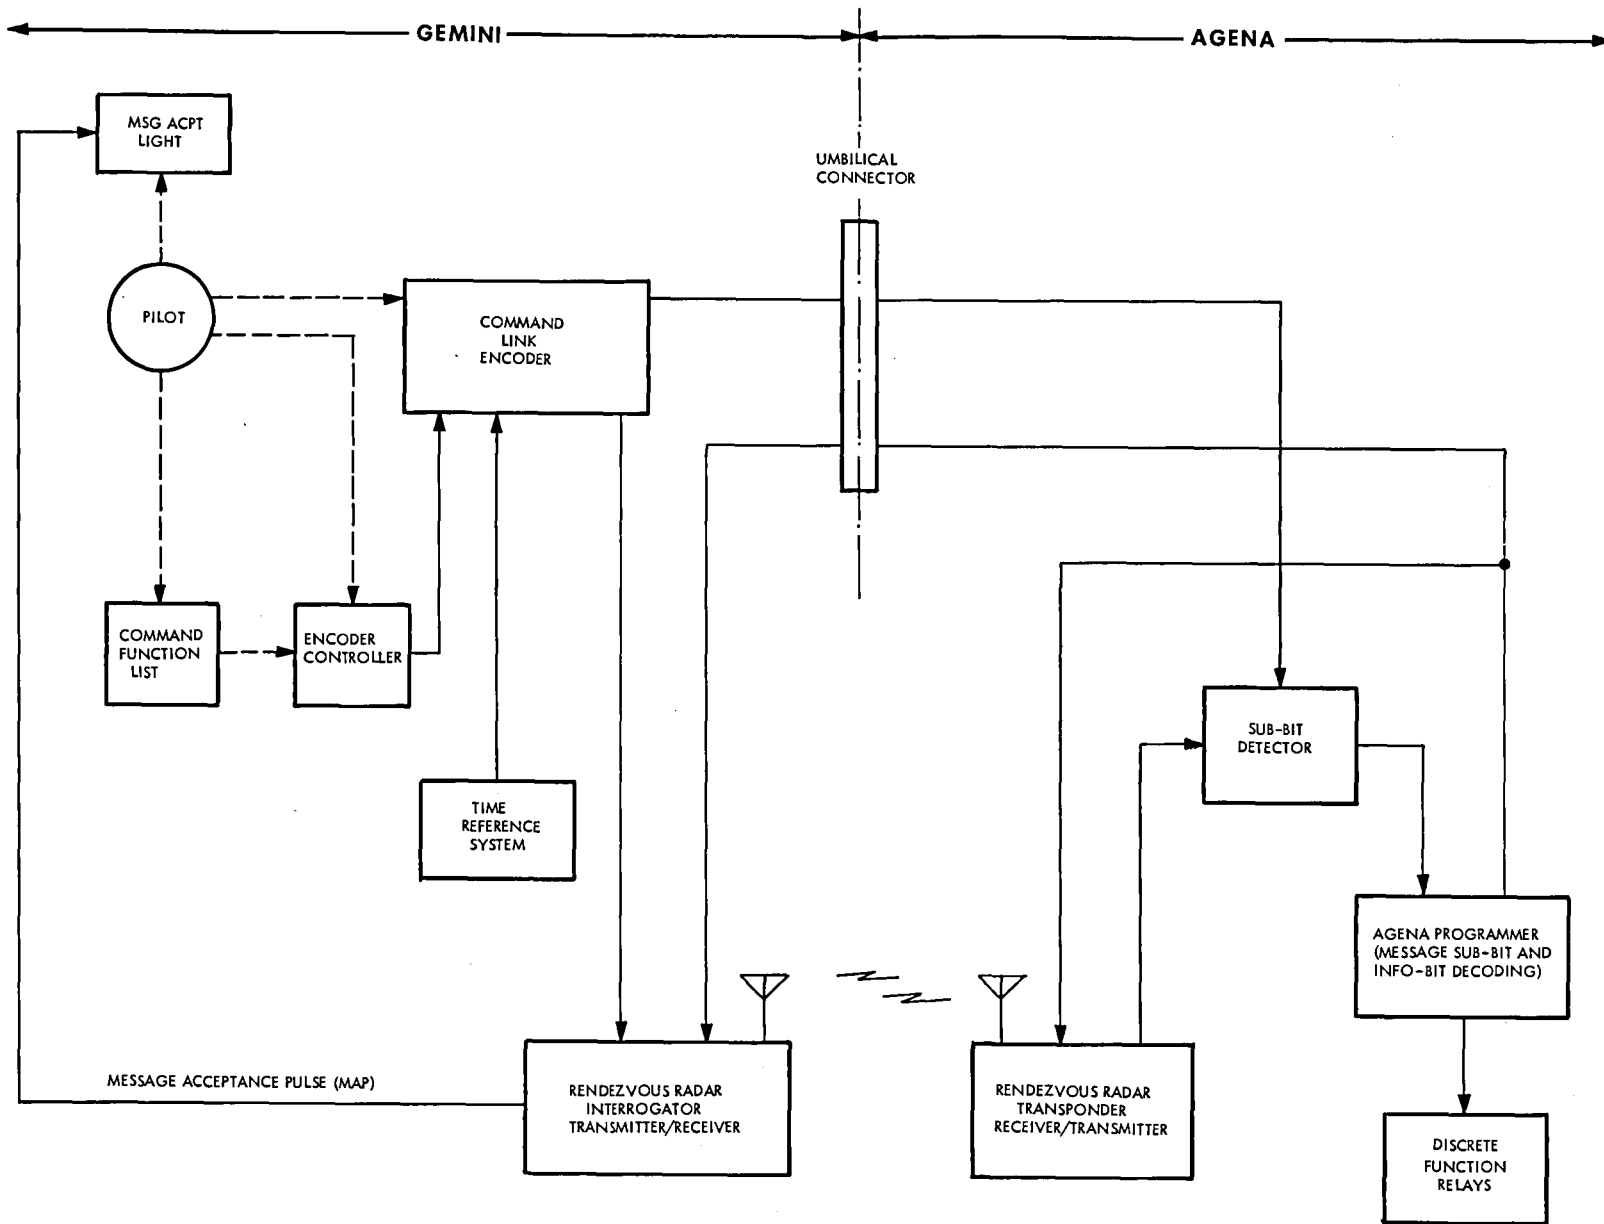 GEMINI
AGENA
MSG ACPT
LIGHT
UMBILICAL
CONNECTOR
PILOT
COMMAND
LINK
ENCODER
COMMAND
FUNCTION
LIST
ENCODER
CONTROLLER
SUB-BIT
DETECTOR
TIME
REFERENCE
SYSTEM
AGENA PROGRAMMER
(MESSAGE SUB-BIT AND
INFO-BIT DECODING)
MESSAGE ACCEPTANCE PULSE (MAP)
RENDEZVOUS RADAR
INTERROGATOR
TRANSMITTER/RECEIVER
RENDEZVOUS RADAR
TRANSPONDER
RECEIVER/TRANSMITTER
DISCRETE
FUNCTION
RELAYS